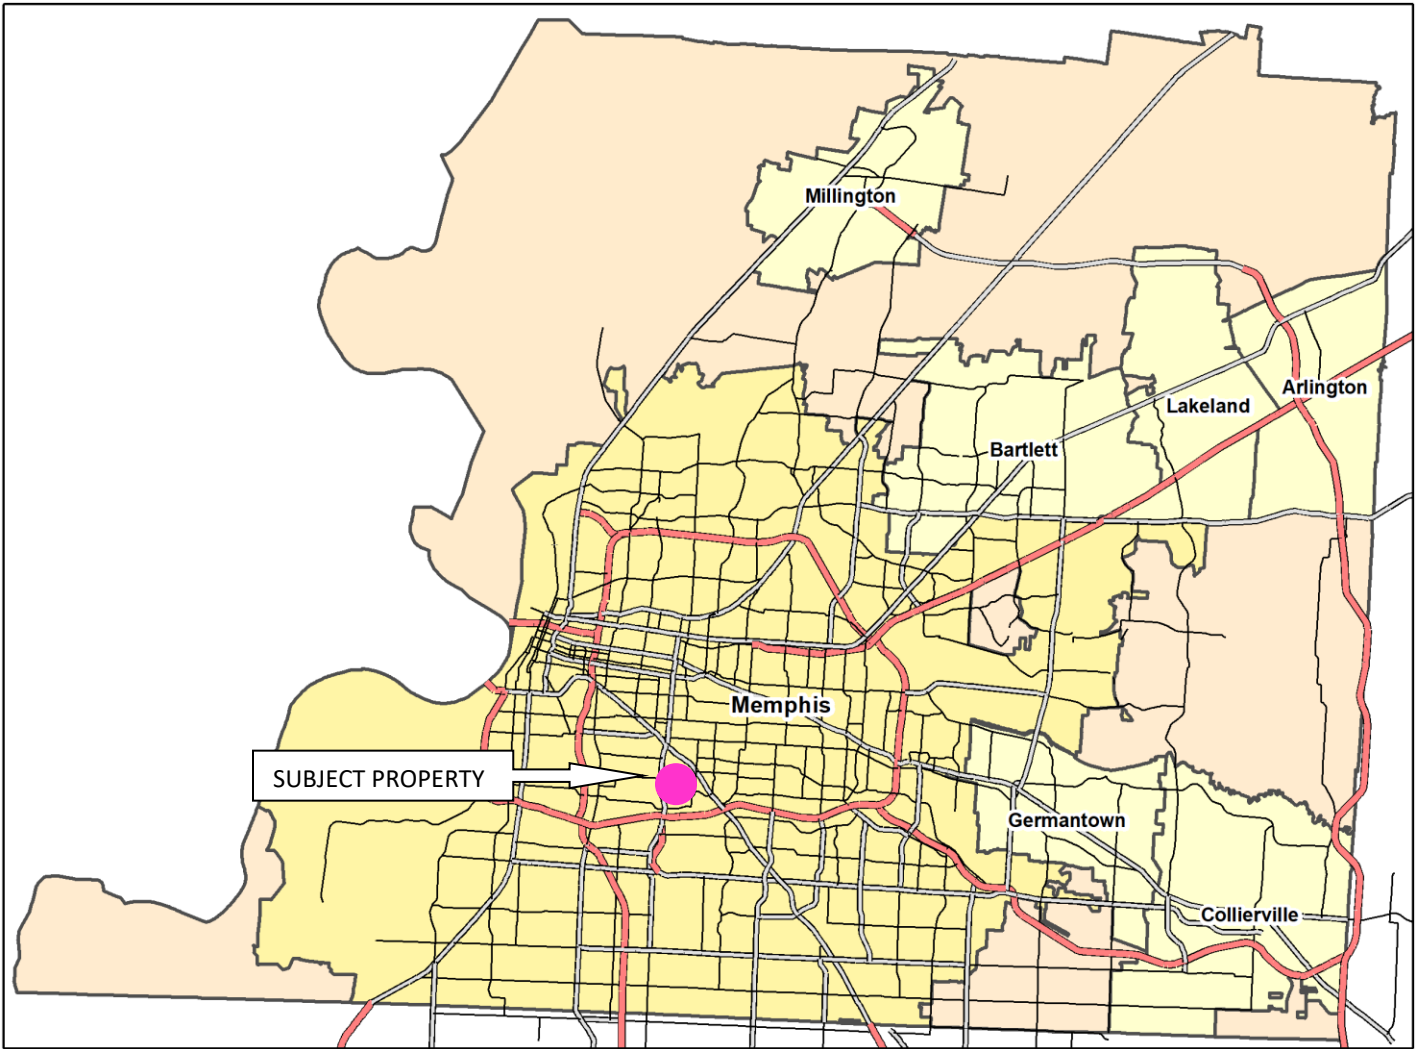 Millington
Arlington
Lakeland
Bartlett
Memphis
SUBJECT PROPERTY
Germantown
Collierville